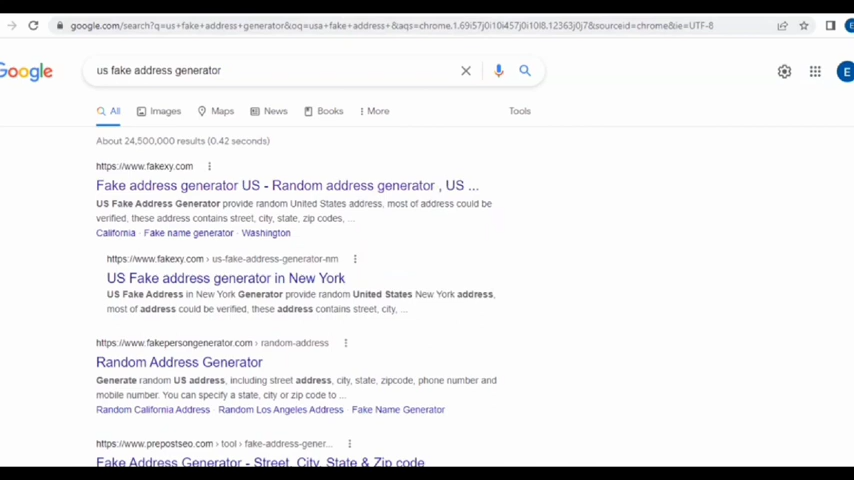 google.com/search?q=us+fake+address+generator&oq=usa+fake+address+&aqs=chrome.1.69i57j0i10i457j0i10l8.12363j0j7&sourceid=chrome&ie=UTF-8
Google
us fake address generator
All Images Maps News Books More Tools
About 24,500,000 results (0.42 seconds)
https://www.fakexy.com
Fake address generator US - Random address generator , US ...
US Fake Address Generator provide random United States address, most of address could be
verified, these address contains street, city, state, zip codes, ...
California · Fake name generator · Washington
https://www.fakexy.com › us-fake-address-generator-nm
US Fake address generator in New York
US Fake Address in New York Generator provide random United States New York address,
most of address could be verified, these address contains street, city, ...
https://www.fakepersongenerator.com › random-address
Random Address Generator
Generate random US address, including street address, city, state, zipcode, phone number and
mobile number. You can specify a state, city or zip code to ...
Random California Address · Random Los Angeles Address · Fake Name Generator
https://www.prepostseo.com › tool › fake-address-gener...
Fake Address Generator - Street, City, State & Zip code
E